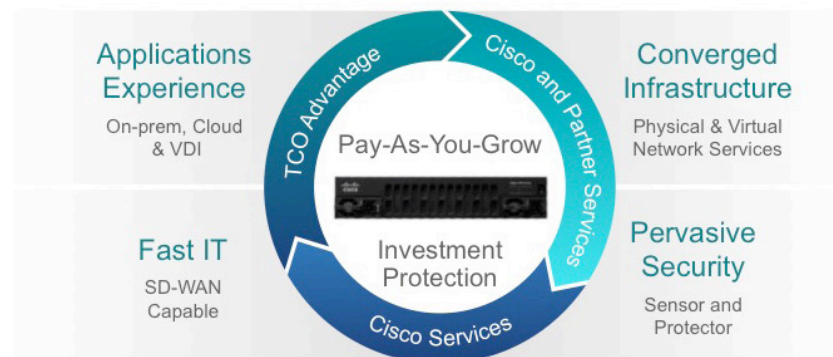 Applications
Experience
On-prem, Cloud
& VDI
Fast IT
SD-WAN
Capable
TCO Advantage
Cisco and Partner Services
Cisco Services
Pay-As-You-Grow
CISCO
Investment
Protection
Converged
Infrastructure
Physical & Virtual
Network Services
Pervasive
Security
Sensor and
Protector